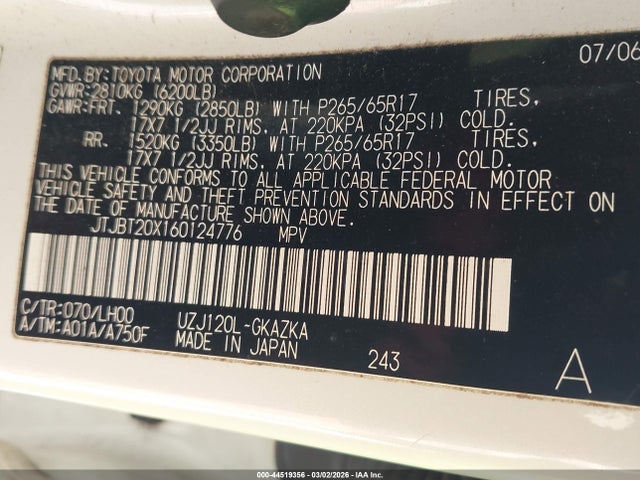 07/06
MFD. BY: TOYOTA MOTOR CORPORATION
GVWR: 2810KG (6200LB)
GAWR: FRT. 1290KG (2850LB) WITH P265/65R17 TIRES,
17X7 1/2JJ RIMS, AT 220KPA (32PSI) COLD.
RR. 1520KG (3350LB) WITH P265/65R17 TIRES,
17X7 1/2JJ RIMS, AT 220KPA (32PSI) COLD.
THIS VEHICLE CONFORMS TO ALL APPLICABLE FEDERAL MOTOR
VEHICLE SAFETY AND THEFT PREVENTION STANDARDS IN EFFECT ON
THE DATE OF MANUFACTURE SHOWN ABOVE.
JTJBT20X160124776 MPV
C/TR: 070/LH00 UZJ120L-GKAZKA
A/TM: A01A/A750F MADE IN JAPAN 243 A
000-44519356 - 03/02/2026 - IAA Inc.